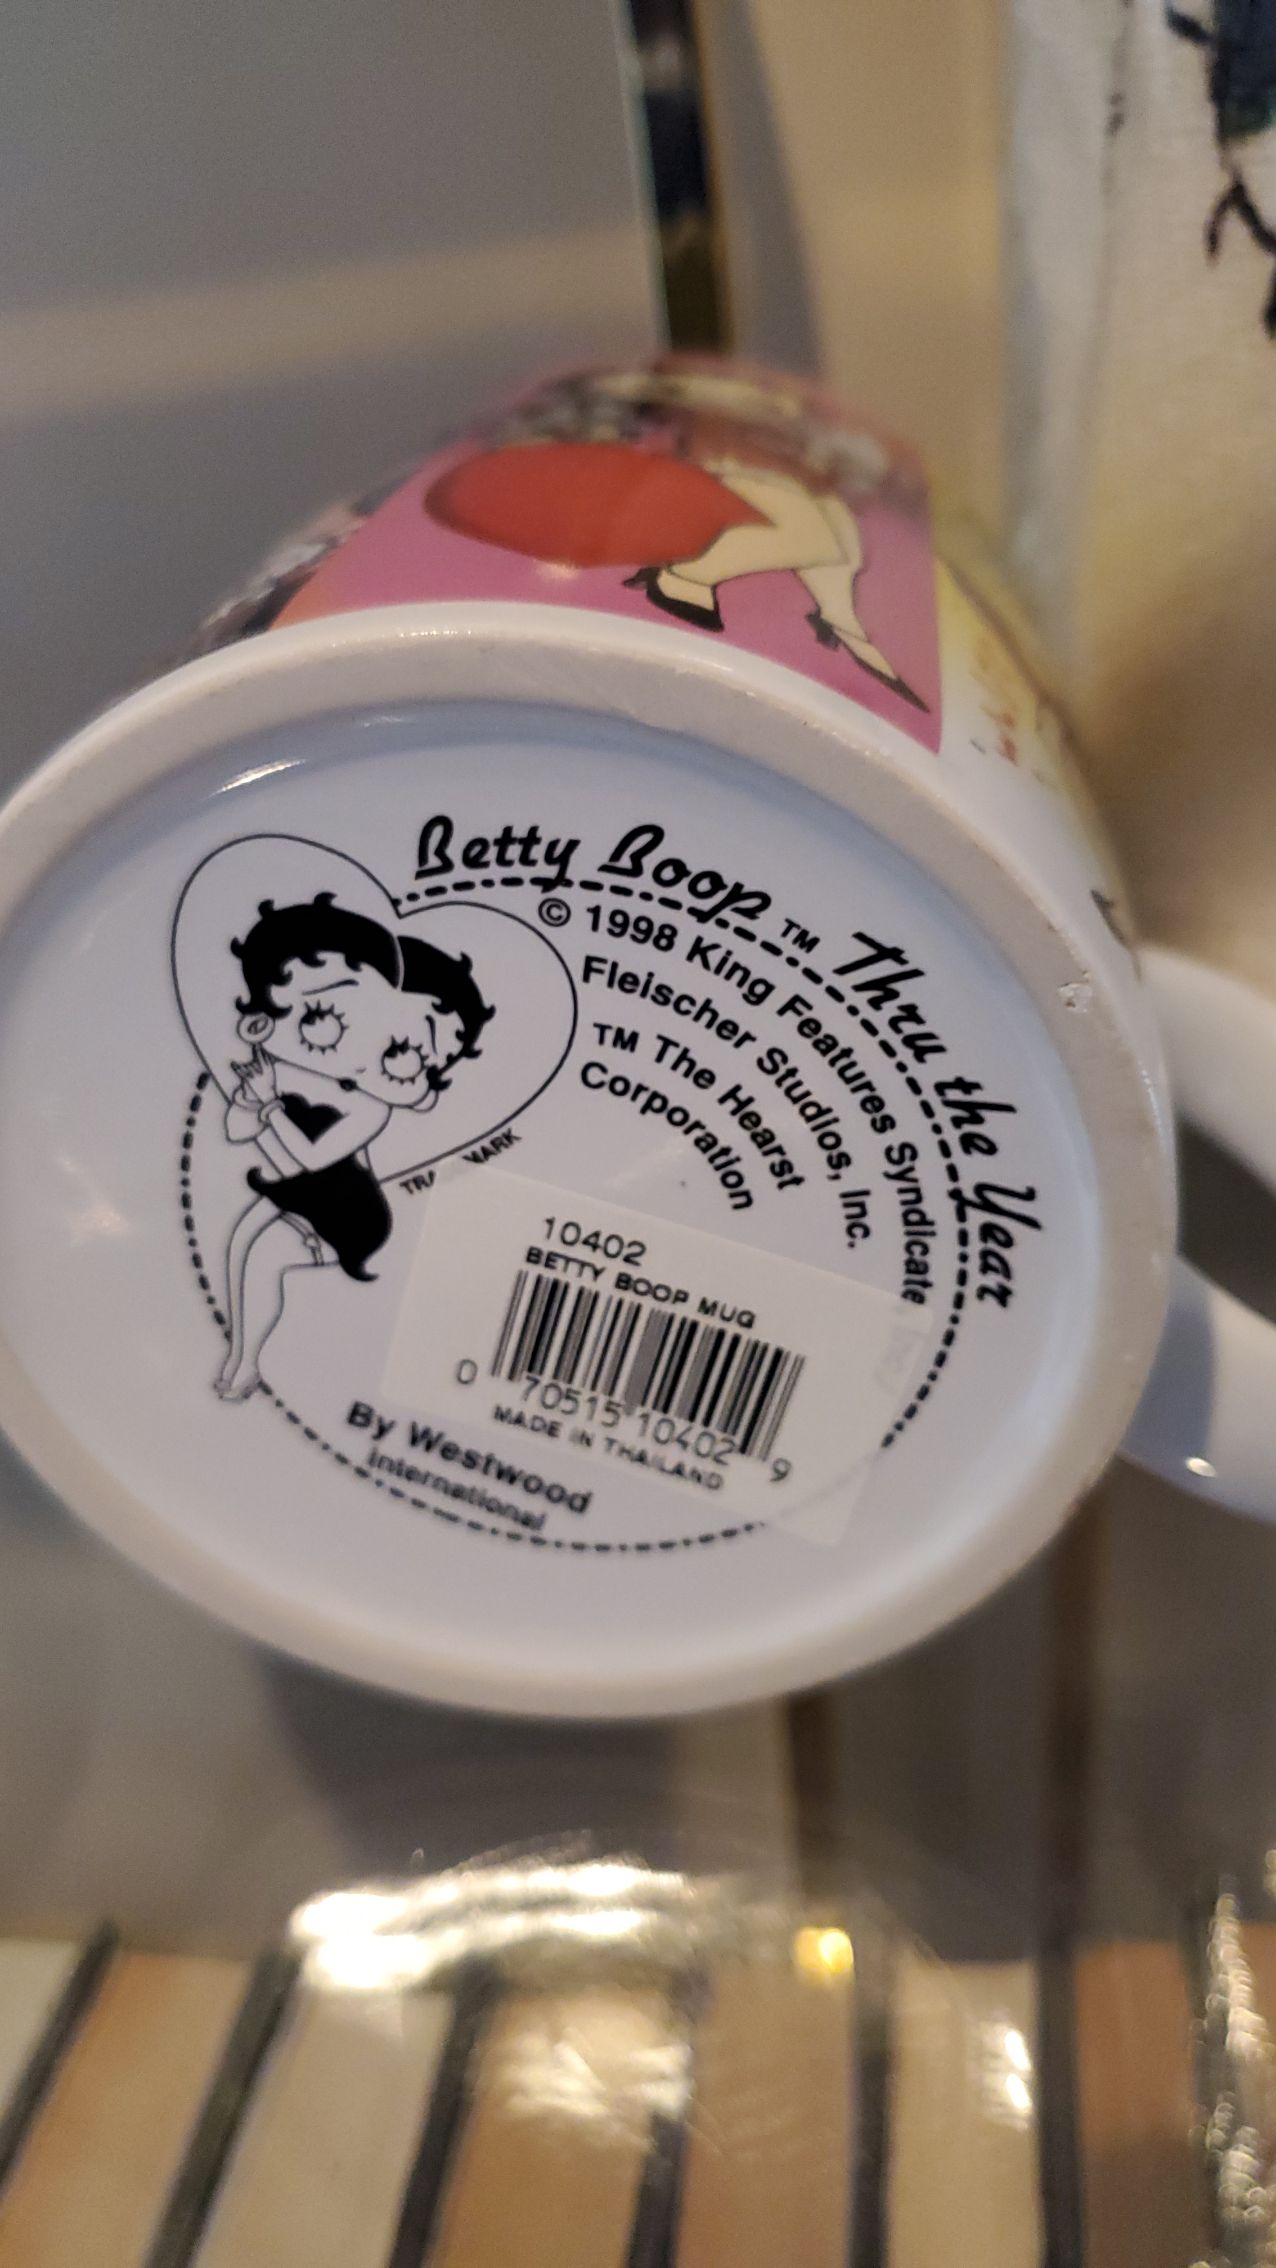 Betty Boop™ Thru the Year
© 1998 King Features Syndicate
Fleischer Studios, Inc.
TM The Hearst
Corporation
10402
BETTY BOOP MUG
0 70515 10402 9
MADE IN THAILAND
By Westwood
International